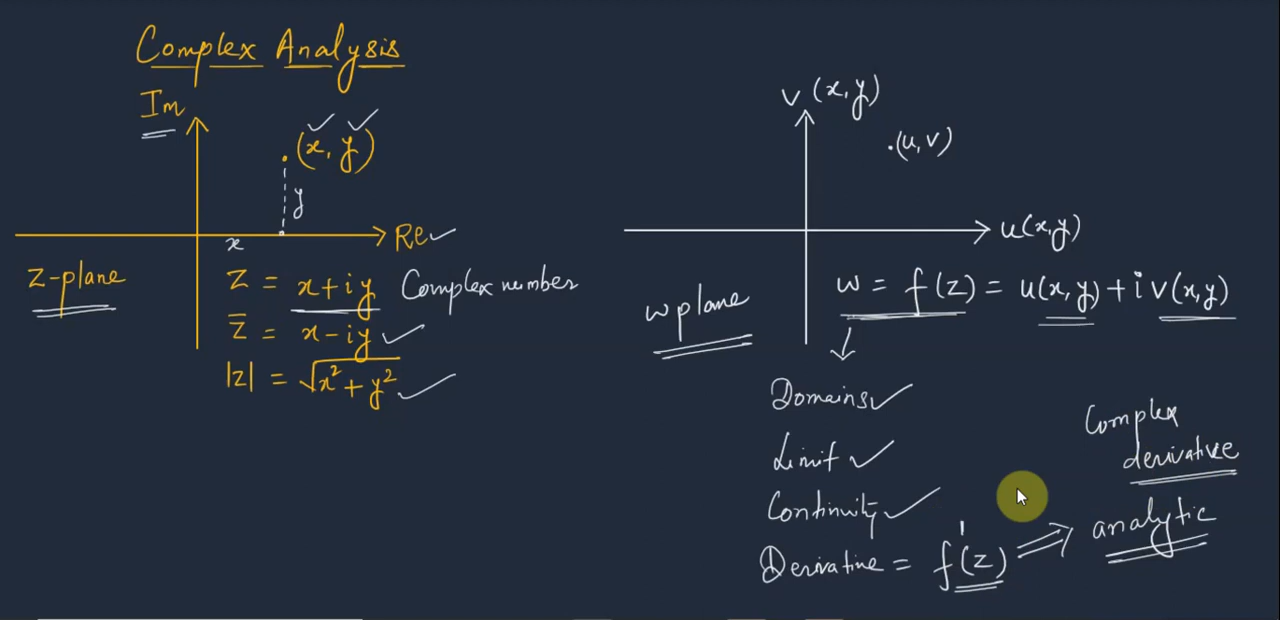 Complex Analysis
Im
(x, y)
y
x
Re
Z-plane
Z = x+iy Complex number
z̅ = x-iy
|z| = √x²+y²
v (x,y)
(u,v)
u(x,y)
w plane
w = f(z) = u(x,y)+iv(x,y)
Domains
Limit
Continuity
Derivative = f'(z) ⇒ analytic
Complex
derivative